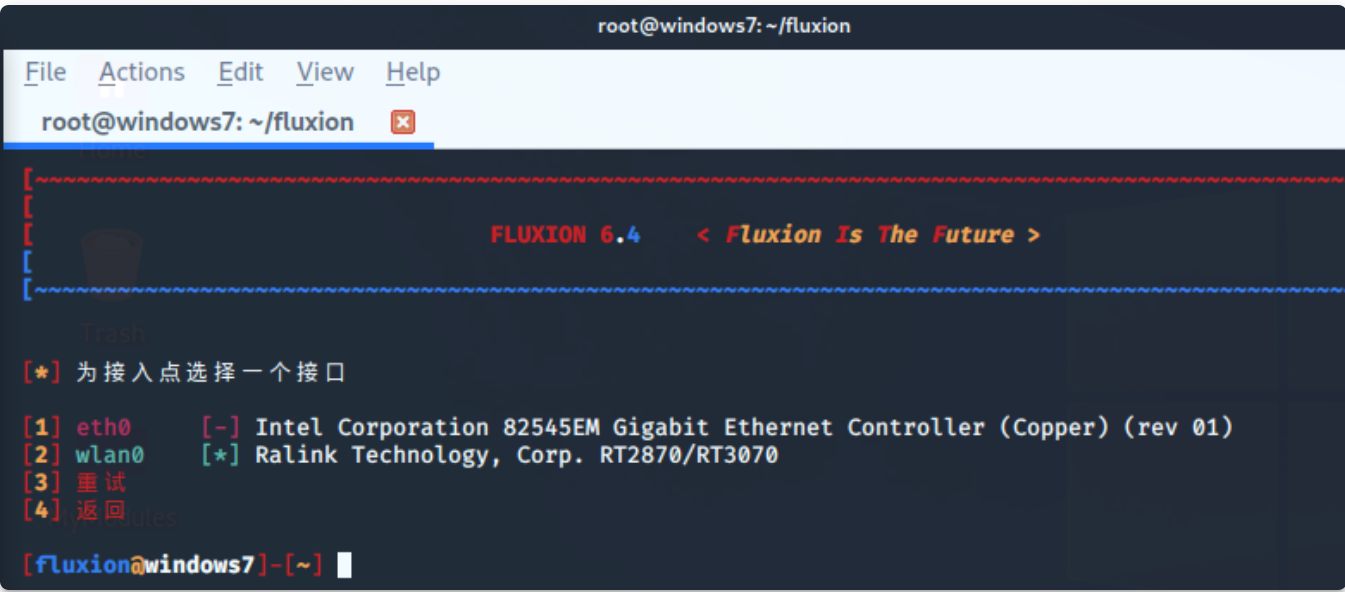 root@windows7: ~/fluxion
File Actions Edit View Help
root@windows7: ~/fluxion
Home
[~~~~~~~~~~~~~~~~~~~~~~~~~~~~~~~~~~~~~~~~~~~~~~~~~~~~~~~~~~~~~~~~~~~~~~~~~~~~~~~~~~~~~~~~~~~~~~~
[
[ FLUXION 6.4 < Fluxion Is The Future >
[
[~~~~~~~~~~~~~~~~~~~~~~~~~~~~~~~~~~~~~~~~~~~~~~~~~~~~~~~~~~~~~~~~~~~~~~~~~~~~~~~~~~~~~~~~~~~~~~~
Trash
[*] 为接入点选择一个接口
[1] eth0 [-] Intel Corporation 82545EM Gigabit Ethernet Controller (Copper) (rev 01)
[2] wlan0 [*] Ralink Technology, Corp. RT2870/RT3070
[3] 重试
[4] 返回
[fluxion@windows7]-[~]